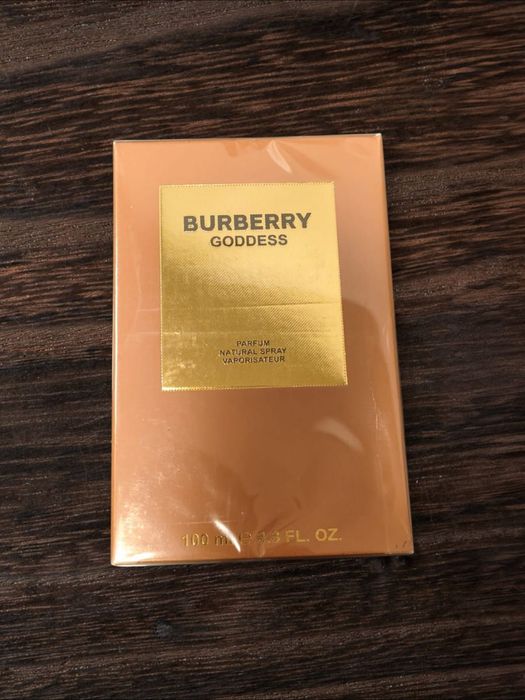 BURBERRY
GODDESS
PARFUM
NATURAL SPRAY
VAPORISATEUR
100 ml ℮ 3.3 FL. OZ.